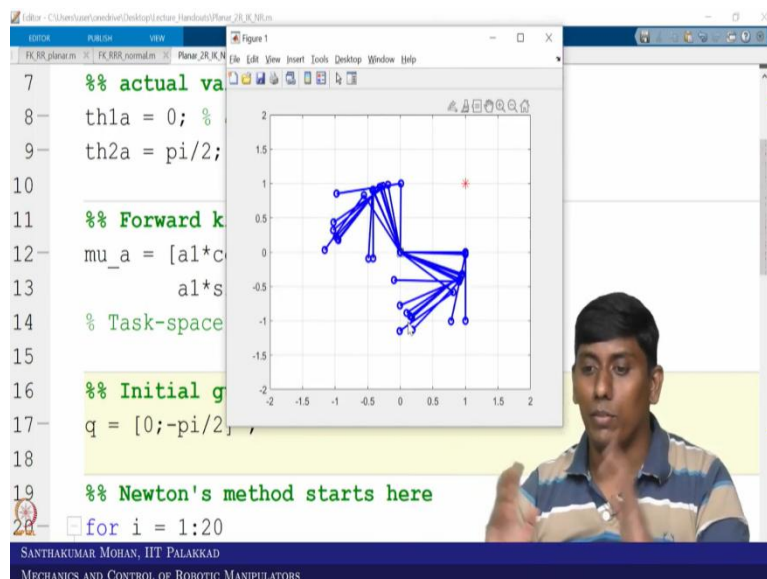 Editor - C:\Users\user\onedrive\Desktop\Lecture_Handouts\Planar_2R_IK_NR.m
EDITOR PUBLISH VIEW
FK_RR_planar.m FK_RRR_normal.m Planar_2R_IK_N
Figure 1
File Edit View Insert Tools Desktop Window Help
7 %% actual va
8 th1a = 0; %
9 th2a = pi/2;
10
11 %% Forward k
12 mu_a = [a1*c
13 a1*s
14 % Task-space
15
16 %% Initial g
17 q = [0;-pi/2]
18
19 %% Newton's method starts here
20 for i = 1:20
2
1.5
1
0.5
0
-0.5
-1
-1.5
-2
-2 -1.5 -1 -0.5 0 0.5 1 1.5 2
SANTHAKUMAR MOHAN, IIT PALAKKAD
MECHANICS AND CONTROL OF ROBOTIC MANIPULATORS